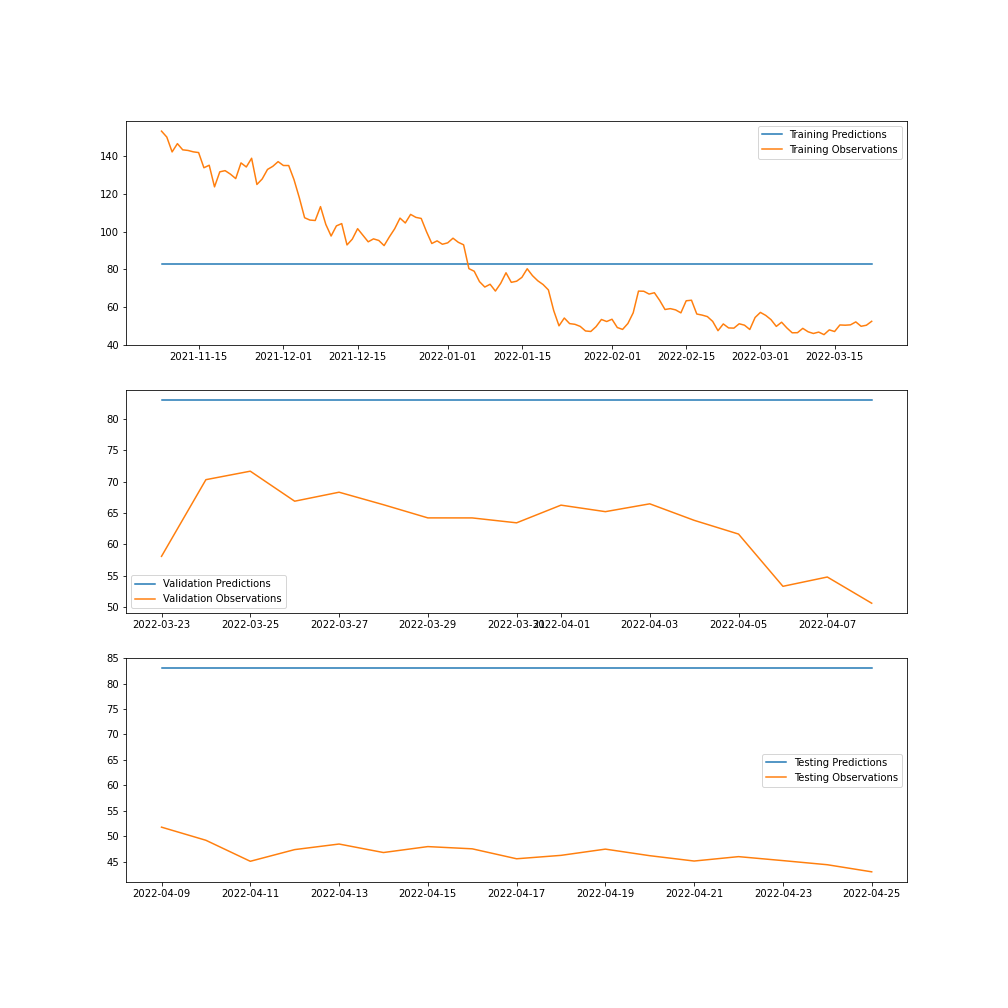 Training Predictions
Training Observations
140
120
100
80
60
40
2021-11-15 2021-12-01 2021-12-15 2022-01-01 2022-01-15 2022-02-01 2022-02-15 2022-03-01 2022-03-15
80
75
70
65
60
55
50
Validation Predictions
Validation Observations
2022-03-23 2022-03-25 2022-03-27 2022-03-29 2022-03-31 2022-04-01 2022-04-03 2022-04-05 2022-04-07
85
80
75
70
65
60
55
50
45
Testing Predictions
Testing Observations
2022-04-09 2022-04-11 2022-04-13 2022-04-15 2022-04-17 2022-04-19 2022-04-21 2022-04-23 2022-04-25